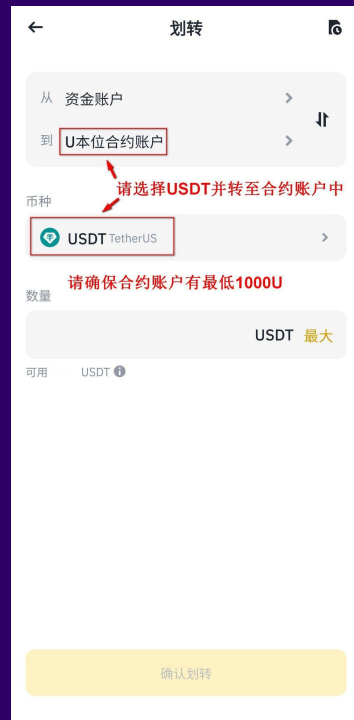 划转
从 资金账户
到 U本位合约账户
请选择USDT并转至合约账户中
币种
USDT TetherUS
请确保合约账户有最低1000U
数量
USDT 最大
可用 USDT
确认划转